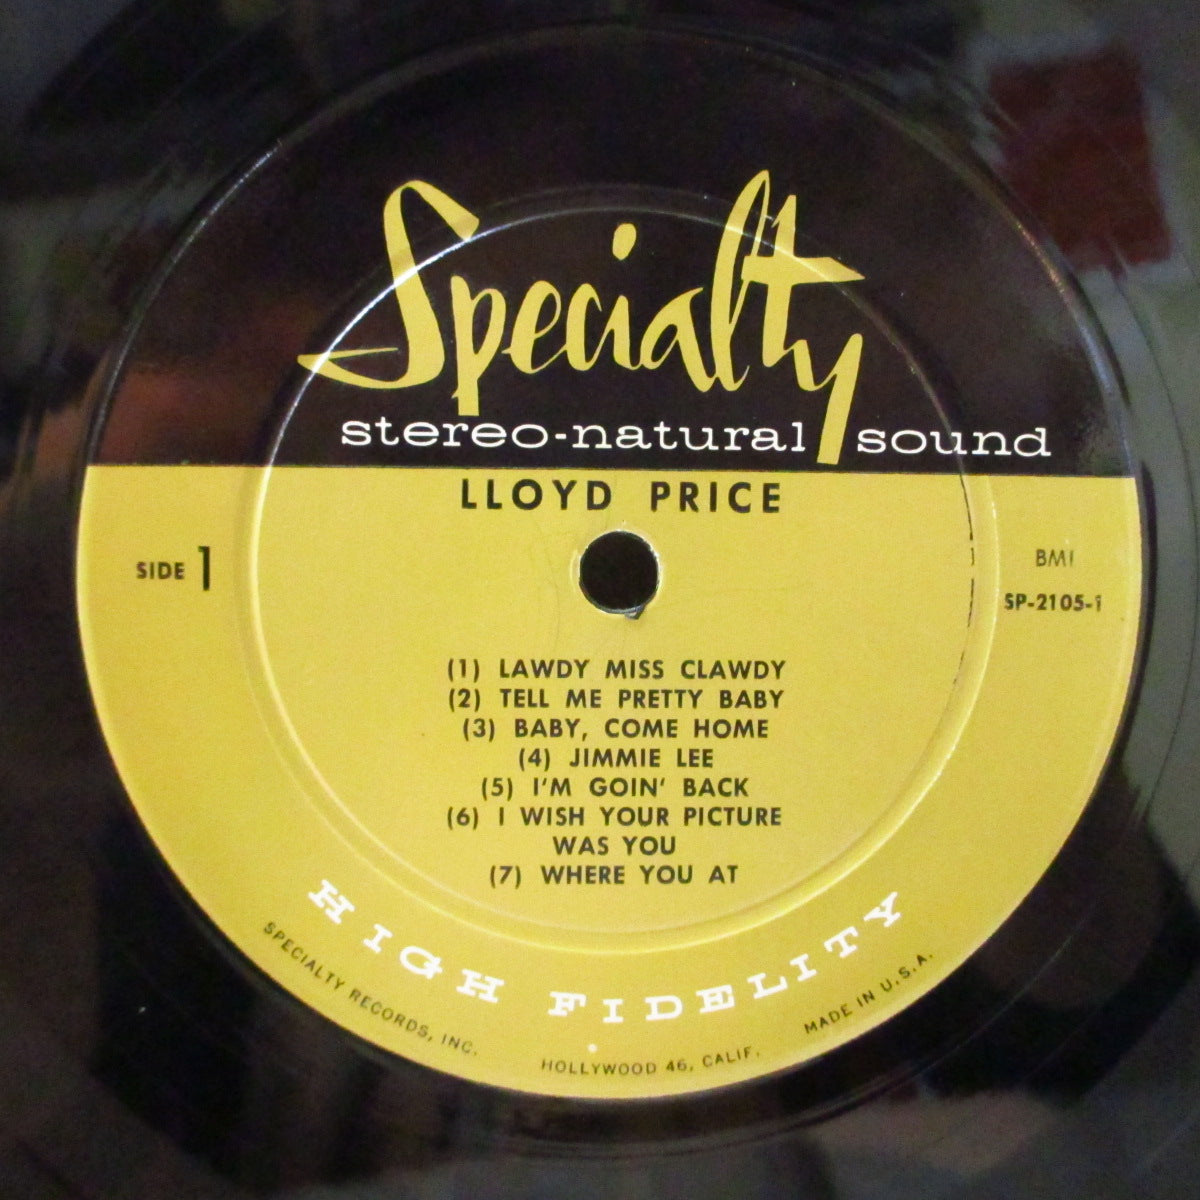 Specialty
stereo-natural sound
LLOYD PRICE
SIDE 1
BMI
SP-2105-1
(1) LAWDY MISS CLAWDY
(2) TELL ME PRETTY BABY
(3) BABY, COME HOME
(4) JIMMIE LEE
(5) I'M GOIN' BACK
(6) I WISH YOUR PICTURE
WAS YOU
(7) WHERE YOU AT
HIGH FIDELITY
SPECIALTY RECORDS, INC. HOLLYWOOD 46, CALIF. MADE IN U.S.A.